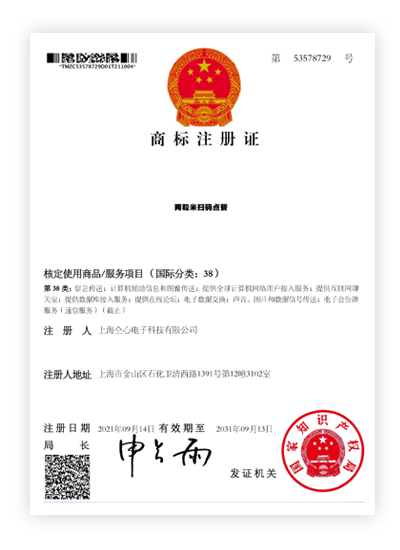 *TMZC53578729D01T211004*
第 53578729 号
商标注册证
两粒米扫码点餐
核定使用商品/服务项目（国际分类：38）
第38类：信息传送；计算机辅助信息和图像传送；提供全球计算机网络用户接入服务；提供互联网聊
天室；提供数据库接入服务；提供在线论坛；电子数据交换；声音、图片和数据信号传送；电子公告牌
服务（通信服务）（截止）
注册人 上海仝心电子科技有限公司
注册人地址 上海市金山区石化卫清西路1391号第12幢3102室
注册日期 2021年09月14日 有效期至 2031年09月13日
局长 申长雨
发证机关
国家知识产权局